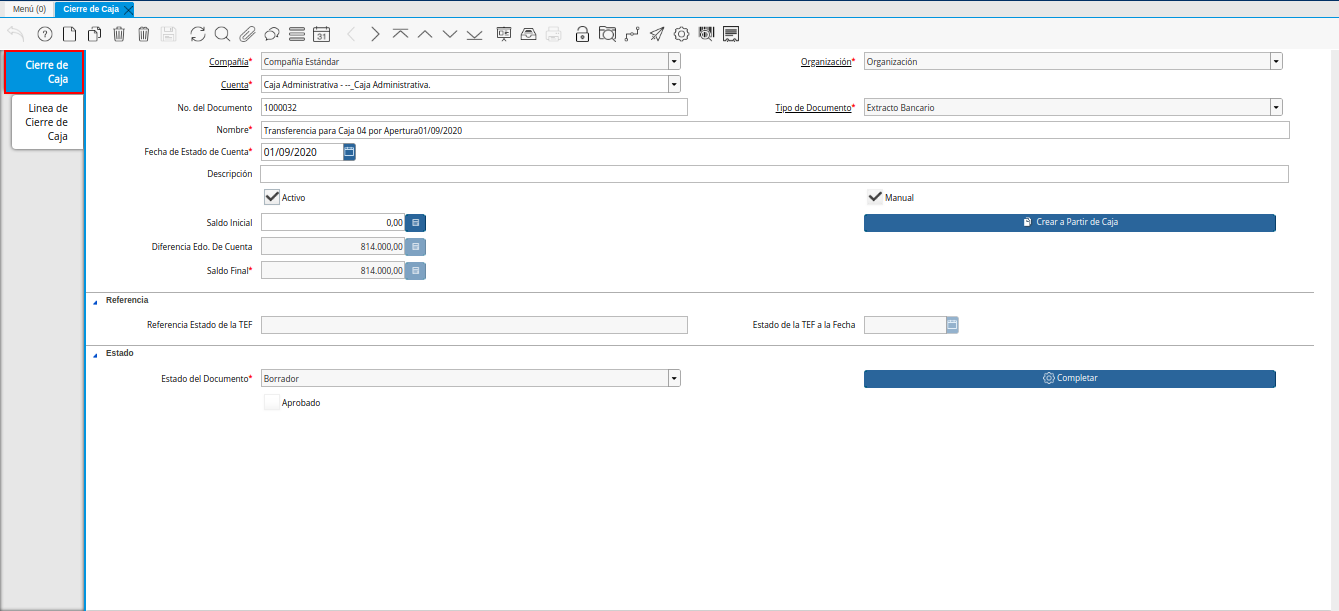 Menú (0) Cierre de Caja
31
Cierre de
Caja
Linea de
Cierre de
Caja
Compañía* Compañía Estándar Organización* Organización
Cuenta* Caja Administrativa - --_Caja Administrativa.
No. del Documento 1000032 Tipo de Documento* Extracto Bancario
Nombre* Transferencia para Caja 04 por Apertura01/09/2020
Fecha de Estado de Cuenta* 01/09/2020
Descripción
Activo Manual
Saldo Inicial 0,00 Crear a Partir de Caja
Diferencia Edo. De Cuenta 814.000,00
Saldo Final* 814.000,00
Referencia
Referencia Estado de la TEF Estado de la TEF a la Fecha
Estado
Estado del Documento* Borrador Completar
Aprobado